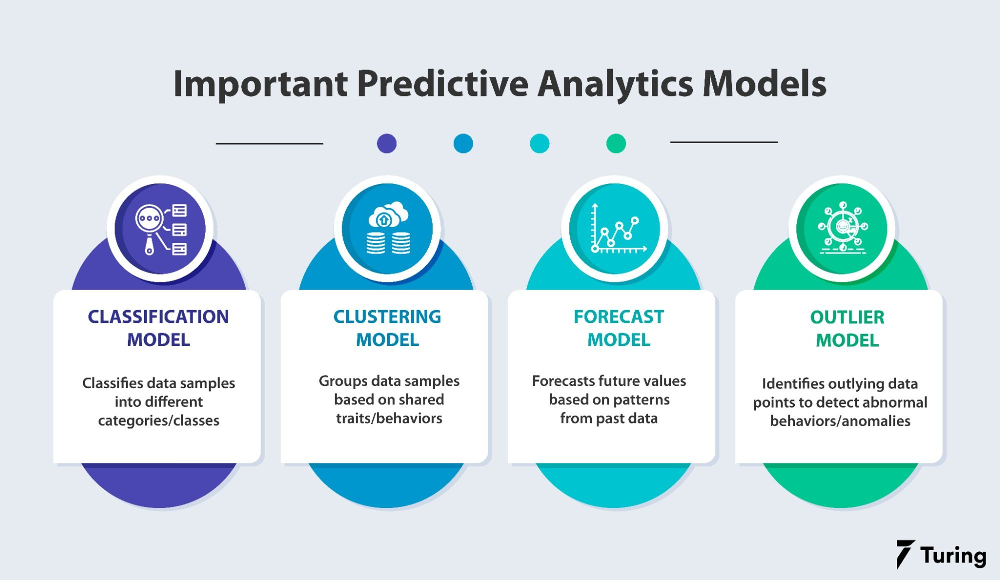 Important Predictive Analytics Models
CLASSIFICATION
MODEL
Classifies data samples
into different
categories/classes
CLUSTERING
MODEL
Groups data samples
based on shared
traits/behaviors
FORECAST
MODEL
Forecasts future values
based on patterns
from past data
OUTLIER
MODEL
Identifies outlying data
points to detect abnormal
behaviors/anomalies
Turing